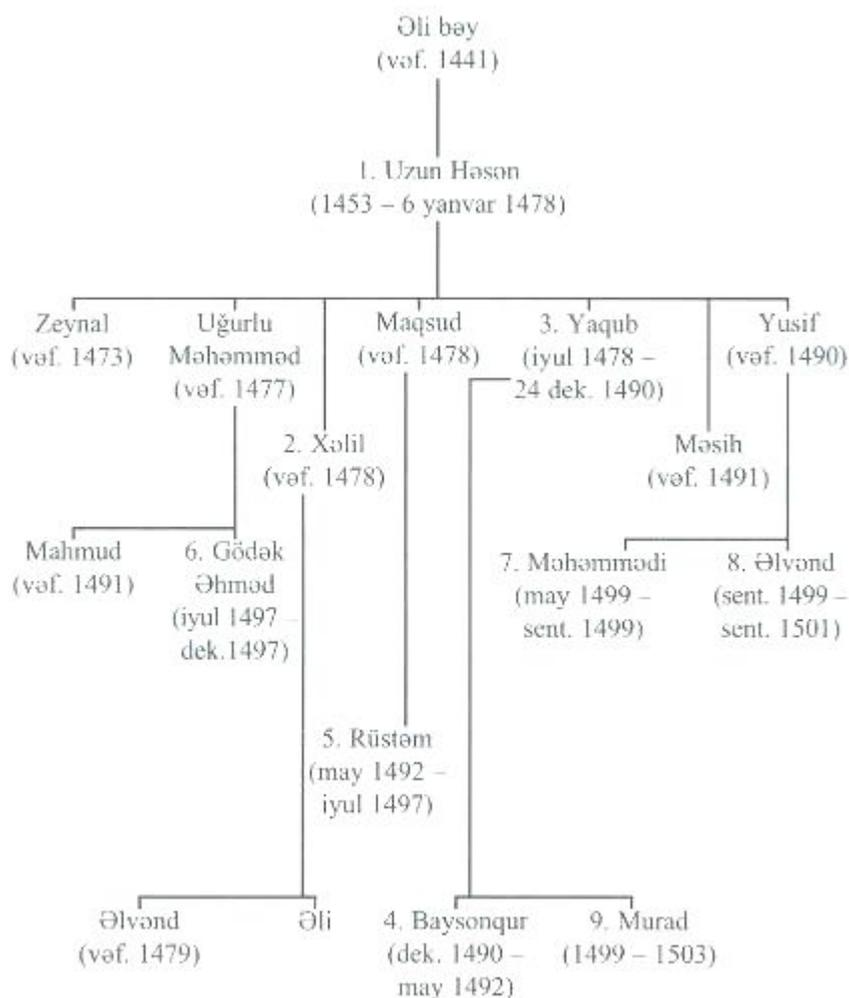 Əli bəy
(vəf. 1441)
1. Uzun Həsən
(1453 – 6 yanvar 1478)
Zeynal
(vəf. 1473)
Uğurlu
Məhəmməd
(vəf. 1477)
2. Xəlil
(vəf. 1478)
Maqsud
(vəf. 1478)
3. Yaqub
(iyul 1478 –
24 dek. 1490)
Məsih
(vəf. 1491)
Yusif
(vəf. 1490)
Mahmud
(vəf. 1491)
6. Gödək
Əhməd
(iyul 1497 –
dek.1497)
7. Məhəmmədi
(may 1499 –
sent. 1499)
8. Əlvənd
(sent. 1499 –
sent. 1501)
5. Rüstəm
(may 1492 –
iyul 1497)
Əlvənd
(vəf. 1479)
Əli
4. Baysonqur
(dek. 1490 –
may 1492)
9. Murad
(1499 – 1503)